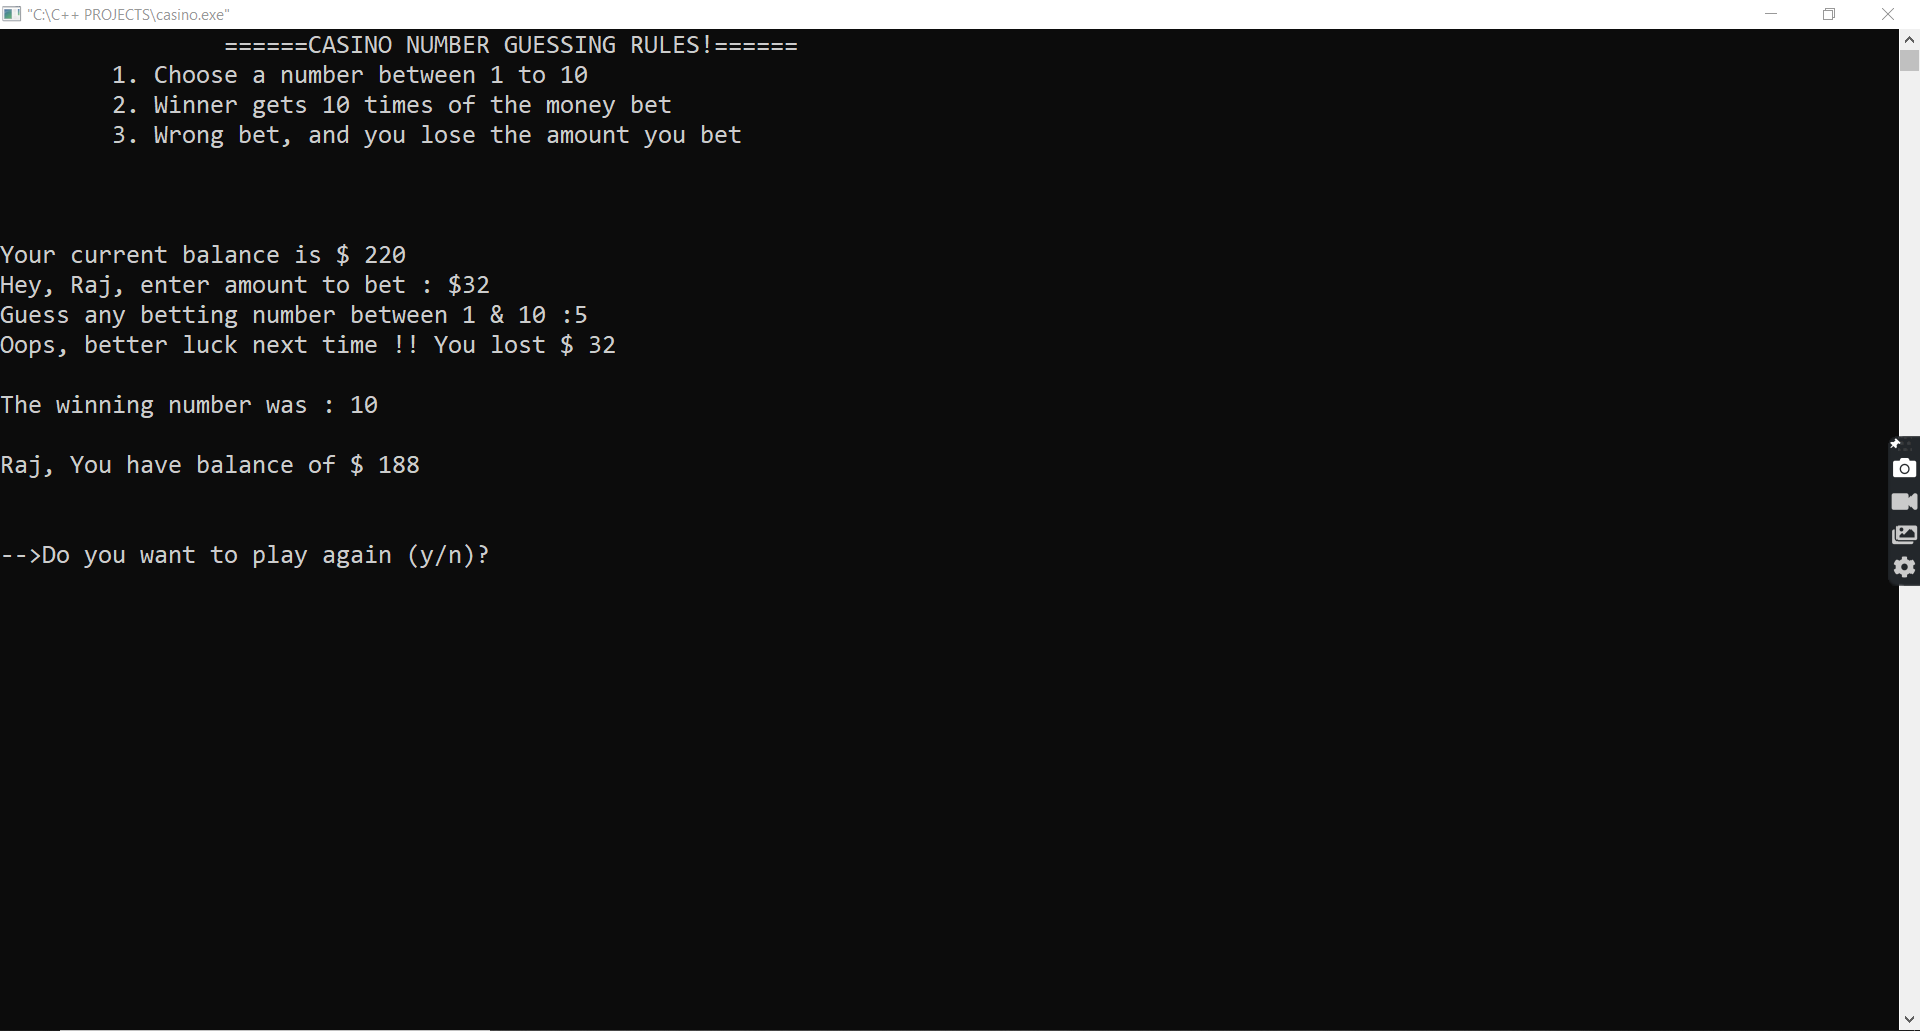 "C:\C++ PROJECTS\casino.exe"
======CASINO NUMBER GUESSING RULES!======
1. Choose a number between 1 to 10
2. Winner gets 10 times of the money bet
3. Wrong bet, and you lose the amount you bet
Your current balance is $ 220
Hey, Raj, enter amount to bet : $32
Guess any betting number between 1 & 10 :5
Oops, better luck next time !! You lost $ 32
The winning number was : 10
Raj, You have balance of $ 188
-->Do you want to play again (y/n)?